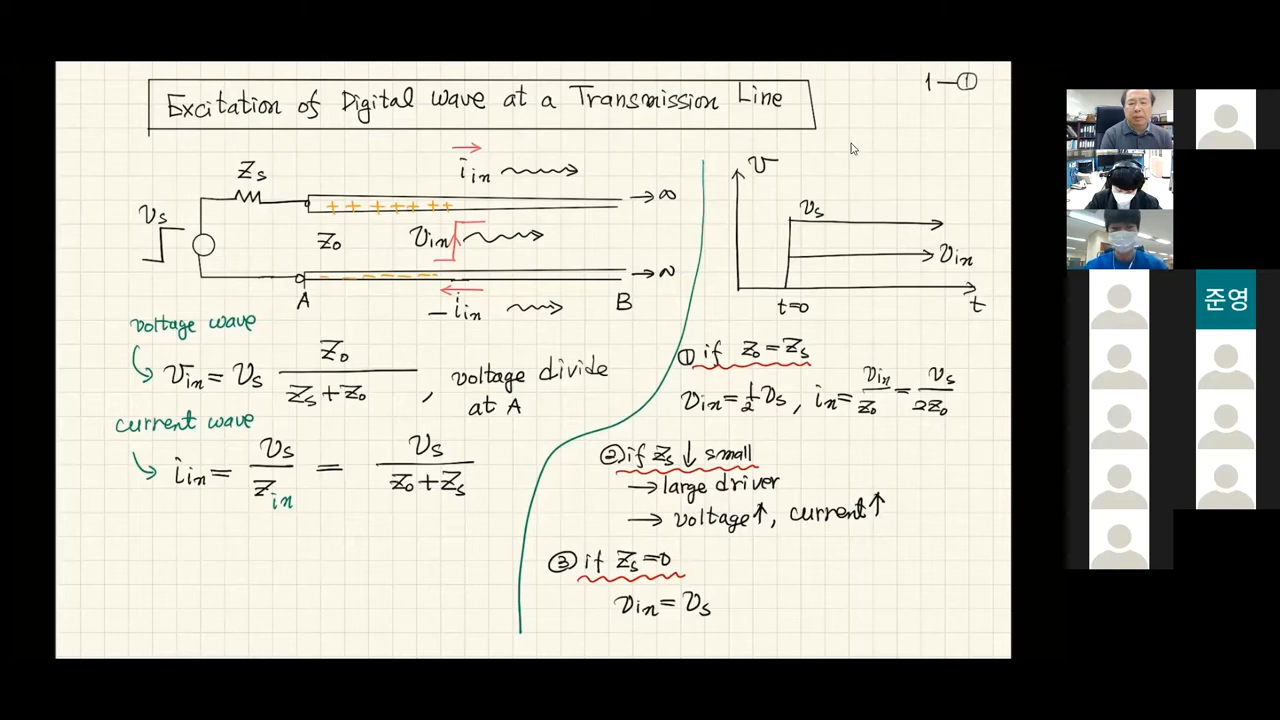 Excitation of Digital wave at a Transmission Line
1—①
Zs
iin
→∞
Vs
Zo
Vin
→∞
A
−iin
B
V
Vs
Vin
t=0
t
voltage wave
Vin = Vs Zo / Zs+Zo , voltage divide
at A
current wave
iin = Vs / Zin = Vs / Zo+Zs
① if Zo=Zs
Vin = 1/2 Vs, in = Vin / Zo = Vs / 2Zo
② if Zs ↓ small
→ large driver
→ voltage↑, current↑
③ if Zs=0
Vin = Vs
준영